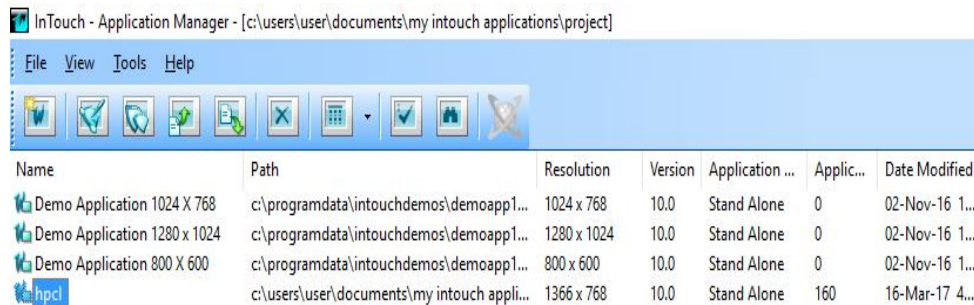 InTouch - Application Manager - [c:\users\user\documents\my intouch applications\project]
File View Tools Help
Name Path Resolution Version Application ... Applic... Date Modified
Demo Application 1024 X 768 c:\programdata\intouchdemos\demoapp1... 1024 x 768 10.0 Stand Alone 0 02-Nov-16 1...
Demo Application 1280 x 1024 c:\programdata\intouchdemos\demoapp1... 1280 x 1024 10.0 Stand Alone 0 02-Nov-16 1...
Demo Application 800 X 600 c:\programdata\intouchdemos\demoapp1... 800 x 600 10.0 Stand Alone 0 02-Nov-16 1...
hpcl c:\users\user\documents\my intouch appli... 1366 x 768 10.0 Stand Alone 160 16-Mar-17 4...